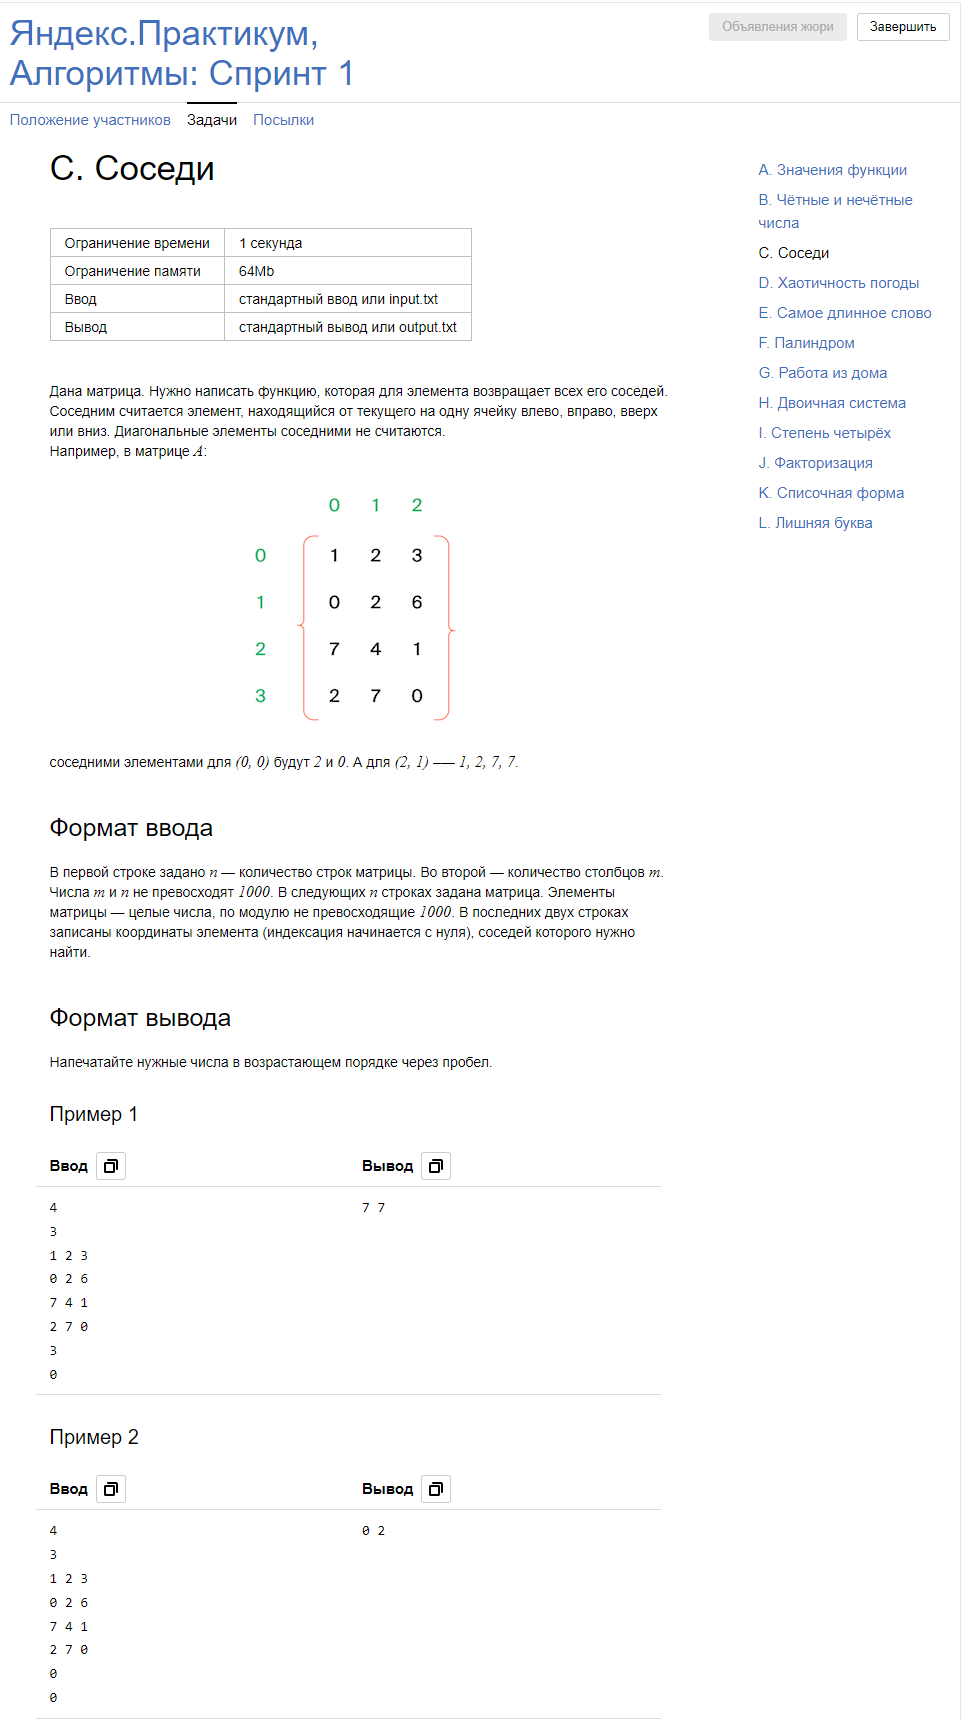 Яндекс.Практикум,
Алгоритмы: Спринт 1
Объявления жюри
Завершить
Положение участников
Задачи
Посылки
C. Соседи
Ограничение времени 1 секунда
Ограничение памяти 64Mb
Ввод стандартный ввод или input.txt
Вывод стандартный вывод или output.txt
Дана матрица. Нужно написать функцию, которая для элемента возвращает всех его соседей.
Соседним считается элемент, находящийся от текущего на одну ячейку влево, вправо, вверх
или вниз. Диагональные элементы соседними не считаются.
Например, в матрице A:
0 1 2
0 1 2 3
1 0 2 6
2 7 4 1
3 2 7 0
соседними элементами для (0, 0) будут 2 и 0. А для (2, 1) –— 1, 2, 7, 7.
Формат ввода
В первой строке задано n — количество строк матрицы. Во второй — количество столбцов m.
Числа m и n не превосходят 1000. В следующих n строках задана матрица. Элементы
матрицы — целые числа, по модулю не превосходящие 1000. В последних двух строках
записаны координаты элемента (индексация начинается с нуля), соседей которого нужно
найти.
Формат вывода
Напечатайте нужные числа в возрастающем порядке через пробел.
Пример 1
Ввод
Вывод
4
3
1 2 3
0 2 6
7 4 1
2 7 0
3
0
7 7
Пример 2
Ввод
Вывод
4
3
1 2 3
0 2 6
7 4 1
2 7 0
0
0
0 2
A. Значения функции
B. Чётные и нечётные
числа
C. Соседи
D. Хаотичность погоды
E. Самое длинное слово
F. Палиндром
G. Работа из дома
H. Двоичная система
I. Степень четырёх
J. Факторизация
K. Списочная форма
L. Лишняя буква